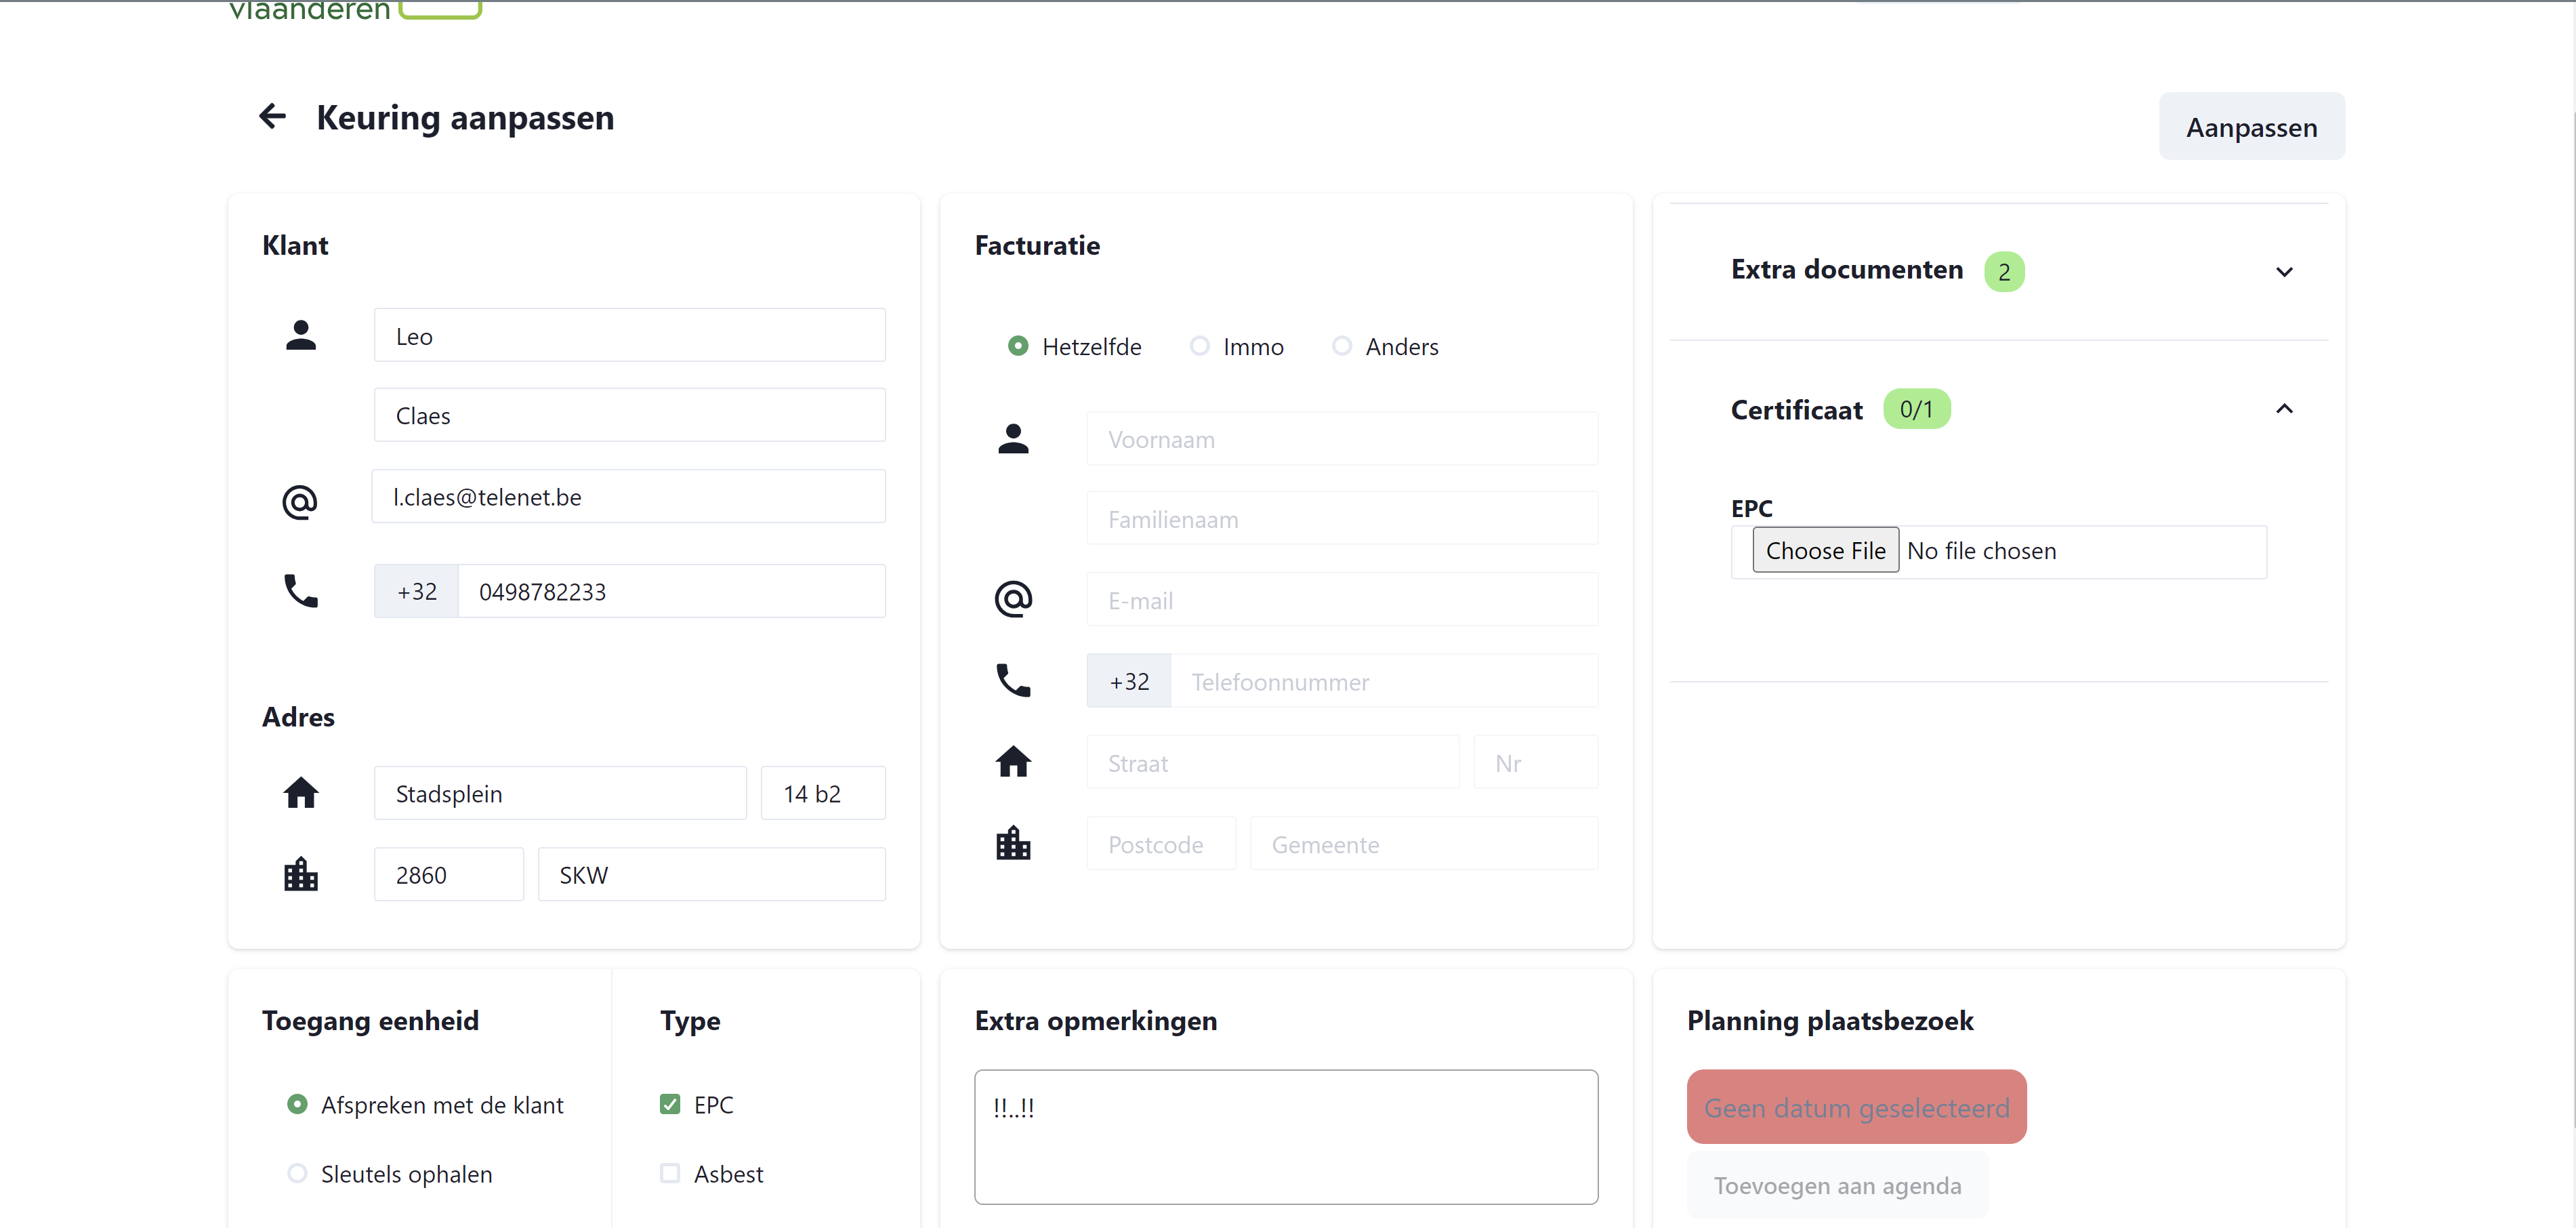 vlaanderen
Keuring aanpassen
Aanpassen
Klant
Leo
Claes
l.claes@telenet.be
+32 0498782233
Adres
Stadsplein 14 b2
2860 SKW
Facturatie
Hetzelfde Immo Anders
Voornaam
Familienaam
E-mail
+32 Telefoonnummer
Straat Nr
Postcode Gemeente
Extra documenten 2
Certificaat 0/1
EPC
Choose File No file chosen
Toegang eenheid
Afspreken met de klant
Sleutels ophalen
Type
EPC
Asbest
Extra opmerkingen
!!..!!
Planning plaatsbezoek
Geen datum geselecteerd
Toevoegen aan agenda